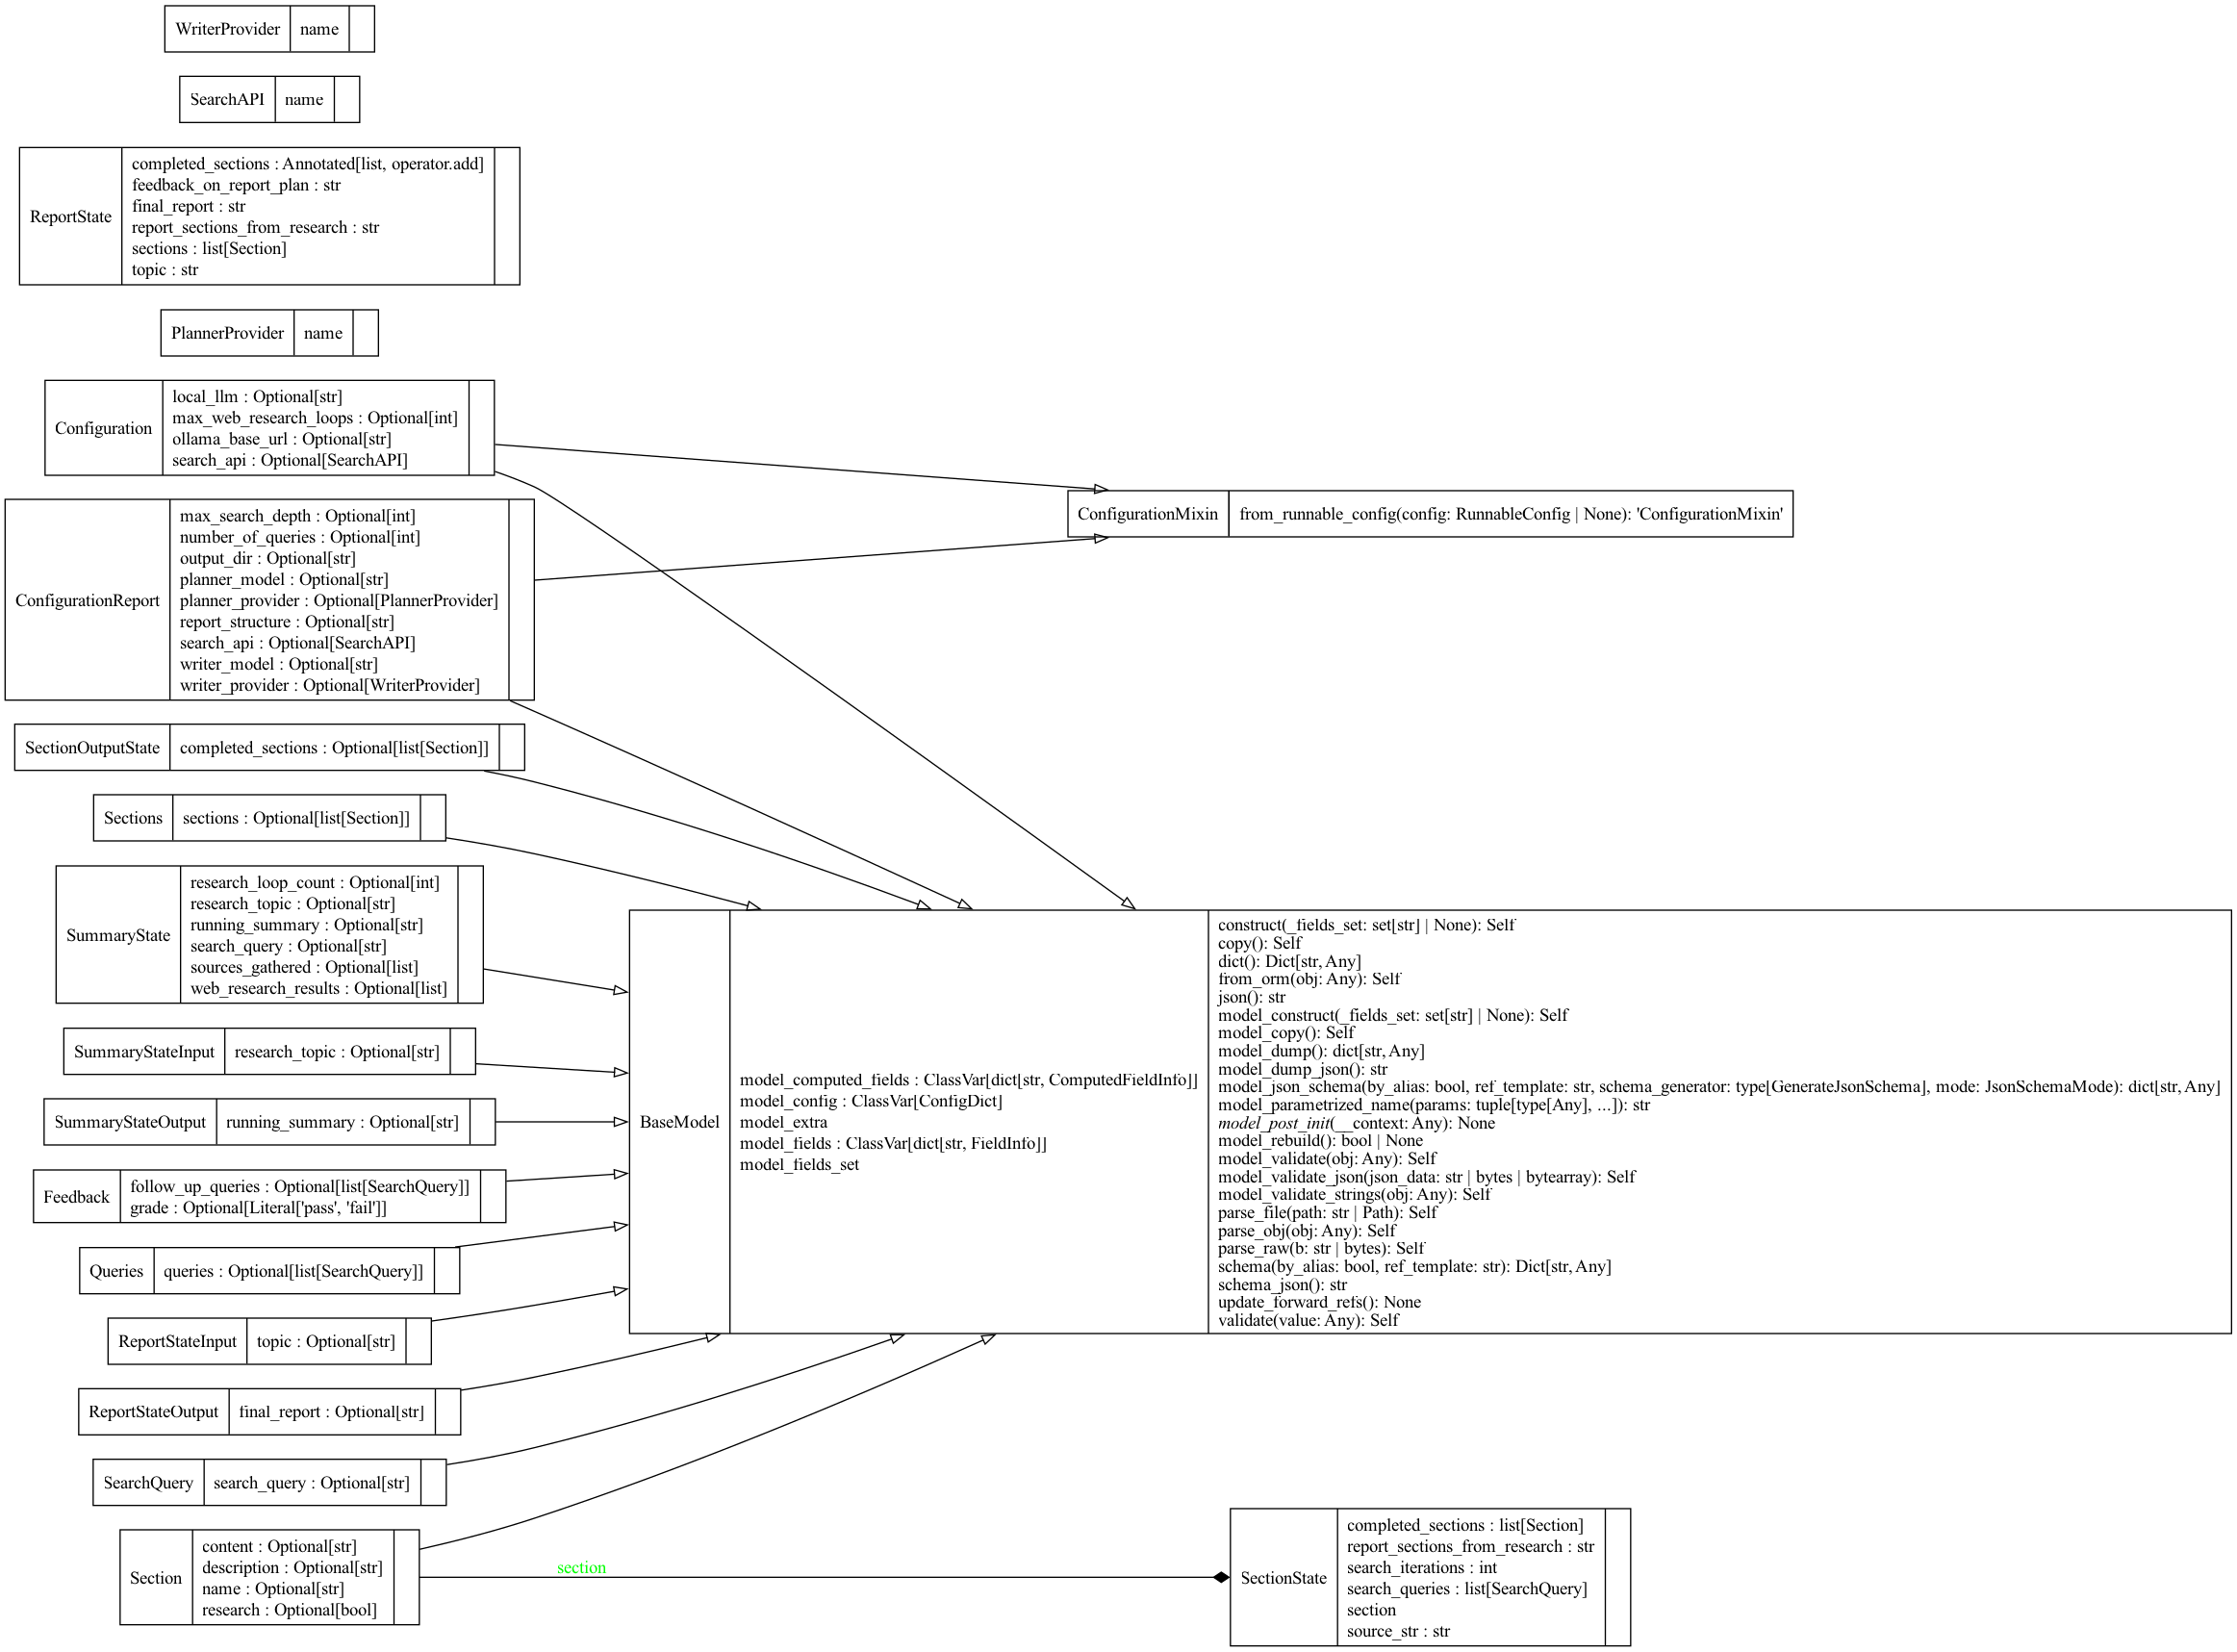 WriterProvider
name
SearchAPI
name
ReportState
completed_sections : Annotated[list, operator.add]
feedback_on_report_plan : str
final_report : str
report_sections_from_research : str
sections : list[Section]
topic : str
PlannerProvider
name
Configuration
local_llm : Optional[str]
max_web_research_loops : Optional[int]
ollama_base_url : Optional[str]
search_api : Optional[SearchAPI]
ConfigurationMixin
from_runnable_config(config: RunnableConfig | None): 'ConfigurationMixin'
ConfigurationReport
max_search_depth : Optional[int]
number_of_queries : Optional[int]
output_dir : Optional[str]
planner_model : Optional[str]
planner_provider : Optional[PlannerProvider]
report_structure : Optional[str]
search_api : Optional[SearchAPI]
writer_model : Optional[str]
writer_provider : Optional[WriterProvider]
SectionOutputState
completed_sections : Optional[list[Section]]
Sections
sections : Optional[list[Section]]
SummaryState
research_loop_count : Optional[int]
research_topic : Optional[str]
running_summary : Optional[str]
search_query : Optional[str]
sources_gathered : Optional[list]
web_research_results : Optional[list]
SummaryStateInput
research_topic : Optional[str]
SummaryStateOutput
running_summary : Optional[str]
Feedback
follow_up_queries : Optional[list[SearchQuery]]
grade : Optional[Literal['pass', 'fail']]
Queries
queries : Optional[list[SearchQuery]]
ReportStateInput
topic : Optional[str]
ReportStateOutput
final_report : Optional[str]
SearchQuery
search_query : Optional[str]
Section
content : Optional[str]
description : Optional[str]
name : Optional[str]
research : Optional[bool]
section
BaseModel
model_computed_fields : ClassVar[dict[str, ComputedFieldInfo]]
model_config : ClassVar[ConfigDict]
model_extra
model_fields : ClassVar[dict[str, FieldInfo]]
model_fields_set
construct(_fields_set: set[str] | None): Self
copy(): Self
dict(): Dict[str, Any]
from_orm(obj: Any): Self
json(): str
model_construct(_fields_set: set[str] | None): Self
model_copy(): Self
model_dump(): dict[str, Any]
model_dump_json(): str
model_json_schema(by_alias: bool, ref_template: str, schema_generator: type[GenerateJsonSchema], mode: JsonSchemaMode): dict[str, Any]
model_parametrized_name(params: tuple[type[Any], ...]): str
model_post_init(__context: Any): None
model_rebuild(): bool | None
model_validate(obj: Any): Self
model_validate_json(json_data: str | bytes | bytearray): Self
model_validate_strings(obj: Any): Self
parse_file(path: str | Path): Self
parse_obj(obj: Any): Self
parse_raw(b: str | bytes): Self
schema(by_alias: bool, ref_template: str): Dict[str, Any]
schema_json(): str
update_forward_refs(): None
validate(value: Any): Self
SectionState
completed_sections : list[Section]
report_sections_from_research : str
search_iterations : int
search_queries : list[SearchQuery]
section
source_str : str